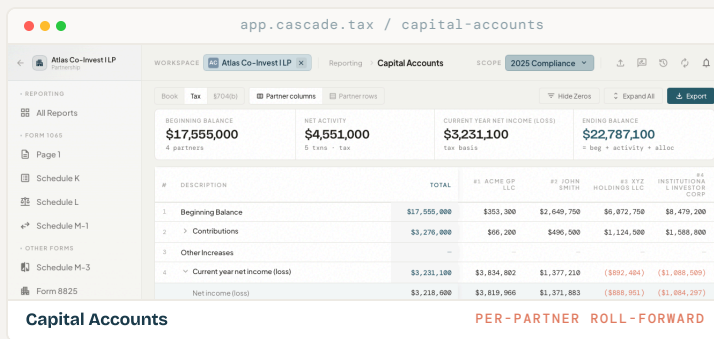 app.cascade.tax / capital-accounts
Atlas Co-Invest I LP
Partnership
WORKSPACE AC Atlas Co-Invest I LP × Reporting › Capital Accounts SCOPE 2025 Compliance
- REPORTING
All Reports
- FORM 1065
Page 1
Schedule K
Schedule L
Schedule M-1
- OTHER FORMS
Schedule M-3
Form 8825
Book Tax §704(b) Partner columns Partner rows Hide Zeros Expand All Export
BEGINNING BALANCE
$17,555,000
4 partners
NET ACTIVITY
$4,551,000
5 txns · tax
CURRENT YEAR NET INCOME (LOSS)
$3,231,100
tax basis
ENDING BALANCE
$22,787,100
= beg + activity + alloc
# DESCRIPTION TOTAL
#1 ACME GP LLC
#2 JOHN SMITH
#3 XYZ HOLDINGS LLC
#4 INSTITUTIONAL INVESTOR CORP
1 Beginning Balance $17,555,000 $353,300 $2,649,750 $6,072,750 $8,479,200
2 › Contributions $3,276,000 $66,200 $496,500 $1,124,500 $1,588,800
3 Other Increases — — — — —
4 Current year net income (loss) $3,231,100 $3,834,802 $1,377,210 ($892,404) ($1,088,509)
Net income (loss) $3,218,600 $3,819,966 $1,371,883 ($888,951) ($1,084,297)
Capital Accounts
PER-PARTNER ROLL-FORWARD